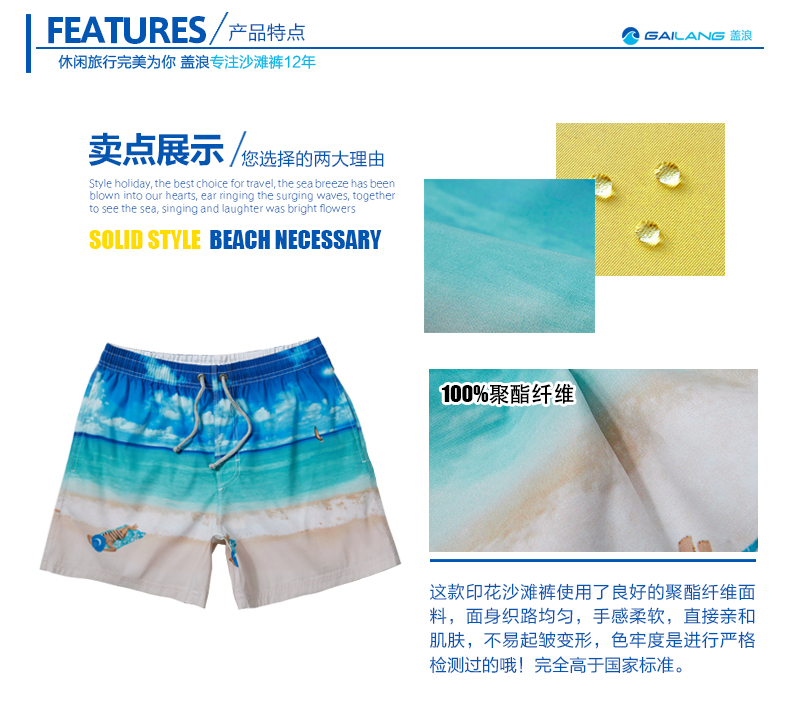 FEATURES/产品特点
GAILANG 盖浪
休闲旅行完美为你 盖浪专注沙滩裤12年
卖点展示/您选择的两大理由
Style holiday, the best choice for travel, the sea breeze has been
blown into our hearts, ear ringing the surging waves, together
to see the sea, singing and laughter was bright flowers
SOLID STYLE BEACH NECESSARY
100%聚酯纤维
这款印花沙滩裤使用了良好的聚酯纤维面
料，面身织路均匀，手感柔软，直接亲和
肌肤，不易起皱变形，色牢度是进行严格
检测过的哦！完全高于国家标准。